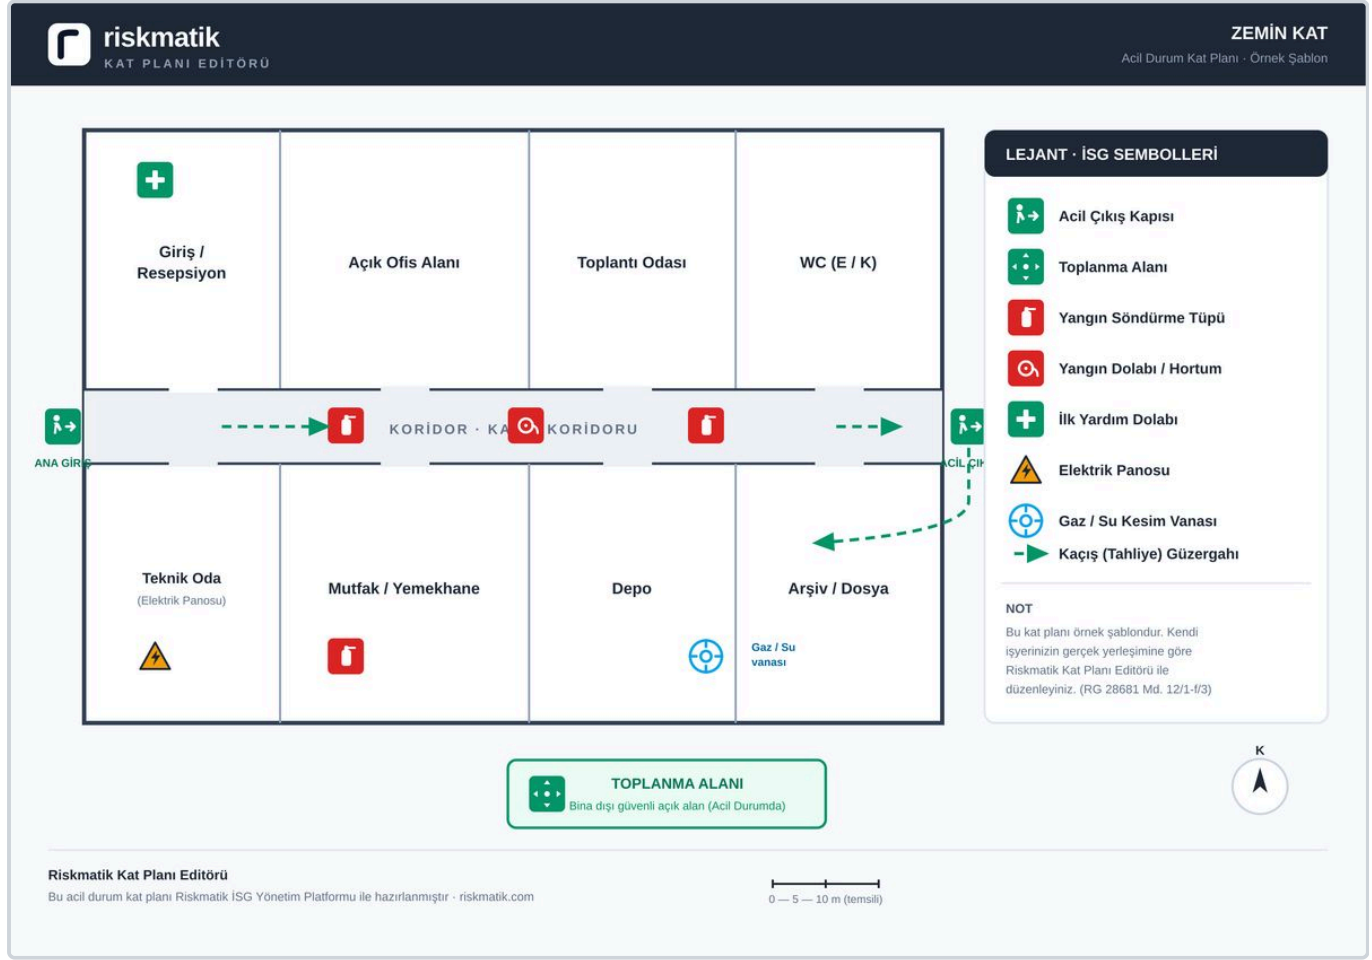 riskmatik
KAT PLANI EDİTÖRÜ
ZEMİN KAT
Acil Durum Kat Planı · Örnek Şablon
Giriş /
Resepsiyon
Açık Ofis Alanı
Toplantı Odası
WC (E / K)
KORİDOR · KA
KORİDORU
ANA GİRİŞ
ACİL ÇIK
Teknik Oda
(Elektrik Panosu)
Mutfak / Yemekhane
Depo
Arşiv / Dosya
Gaz / Su
vanası
LEJANT · İSG SEMBOLLERİ
Acil Çıkış Kapısı
Toplanma Alanı
Yangın Söndürme Tüpü
Yangın Dolabı / Hortum
İlk Yardım Dolabı
Elektrik Panosu
Gaz / Su Kesim Vanası
Kaçış (Tahliye) Güzergahı
NOT
Bu kat planı örnek şablondur. Kendi
işyerinizin gerçek yerleşimine göre
Riskmatik Kat Planı Editörü ile
düzenleyiniz. (RG 28681 Md. 12/1-f/3)
K
TOPLANMA ALANI
Bina dışı güvenli açık alan (Acil Durumda)
Riskmatik Kat Planı Editörü
Bu acil durum kat planı Riskmatik İSG Yönetim Platformu ile hazırlanmıştır · riskmatik.com
0 — 5 — 10 m (temsili)